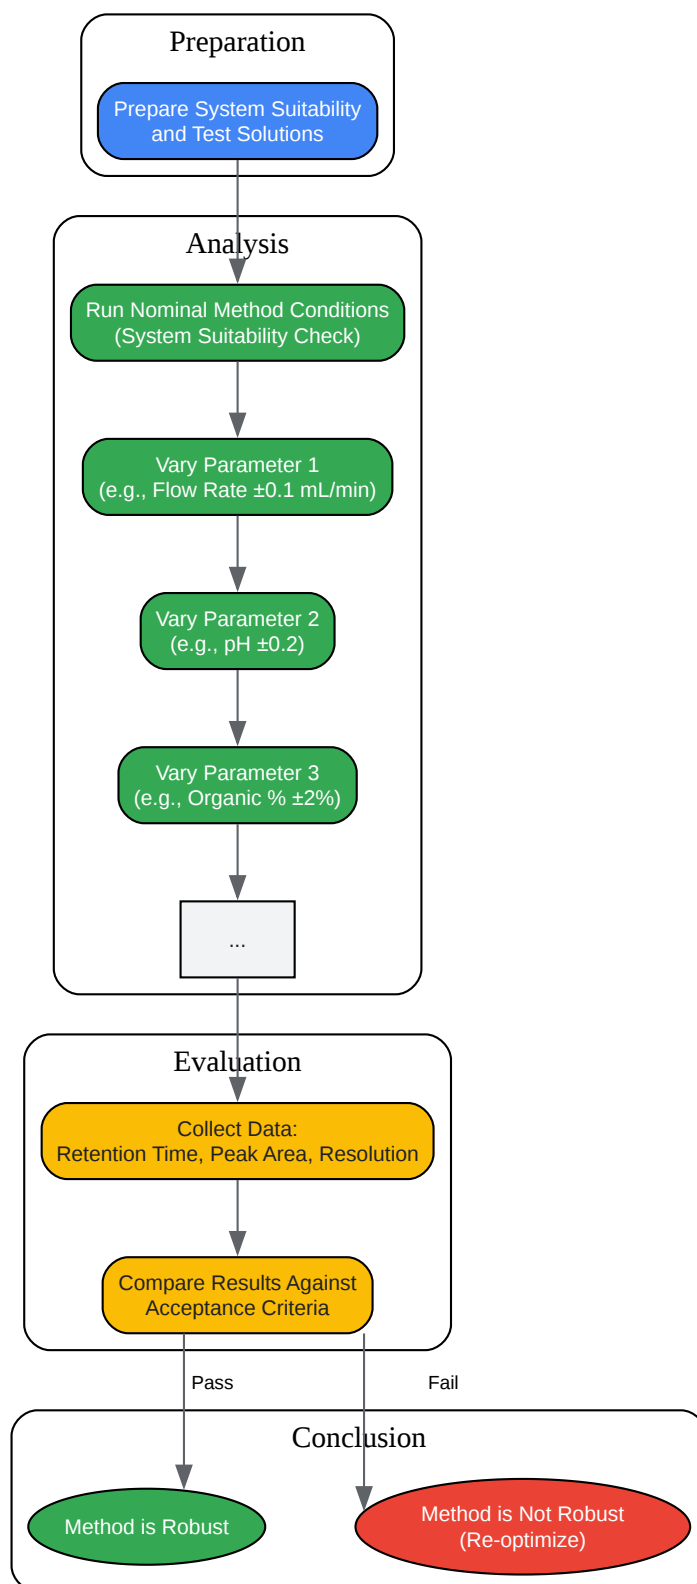 Preparation
Prepare System Suitability
and Test Solutions
Analysis
Run Nominal Method Conditions
(System Suitability Check)
Vary Parameter 1
(e.g., Flow Rate ±0.1 mL/min)
Vary Parameter 2
(e.g., pH ±0.2)
Vary Parameter 3
(e.g., Organic % ±2%)
...
Evaluation
Collect Data:
Retention Time, Peak Area, Resolution
Compare Results Against
Acceptance Criteria
Pass
Fail
Conclusion
Method is Robust
Method is Not Robust
(Re-optimize)